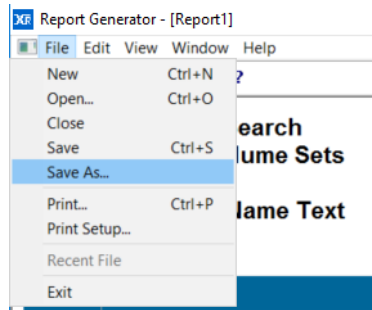 XR Report Generator - [Report1]
File Edit View Window Help
New Ctrl+N ?
Open... Ctrl+O
Close earch
Save Ctrl+S lume Sets
Save As...
Print... Ctrl+P Name Text
Print Setup...
Recent File
Exit